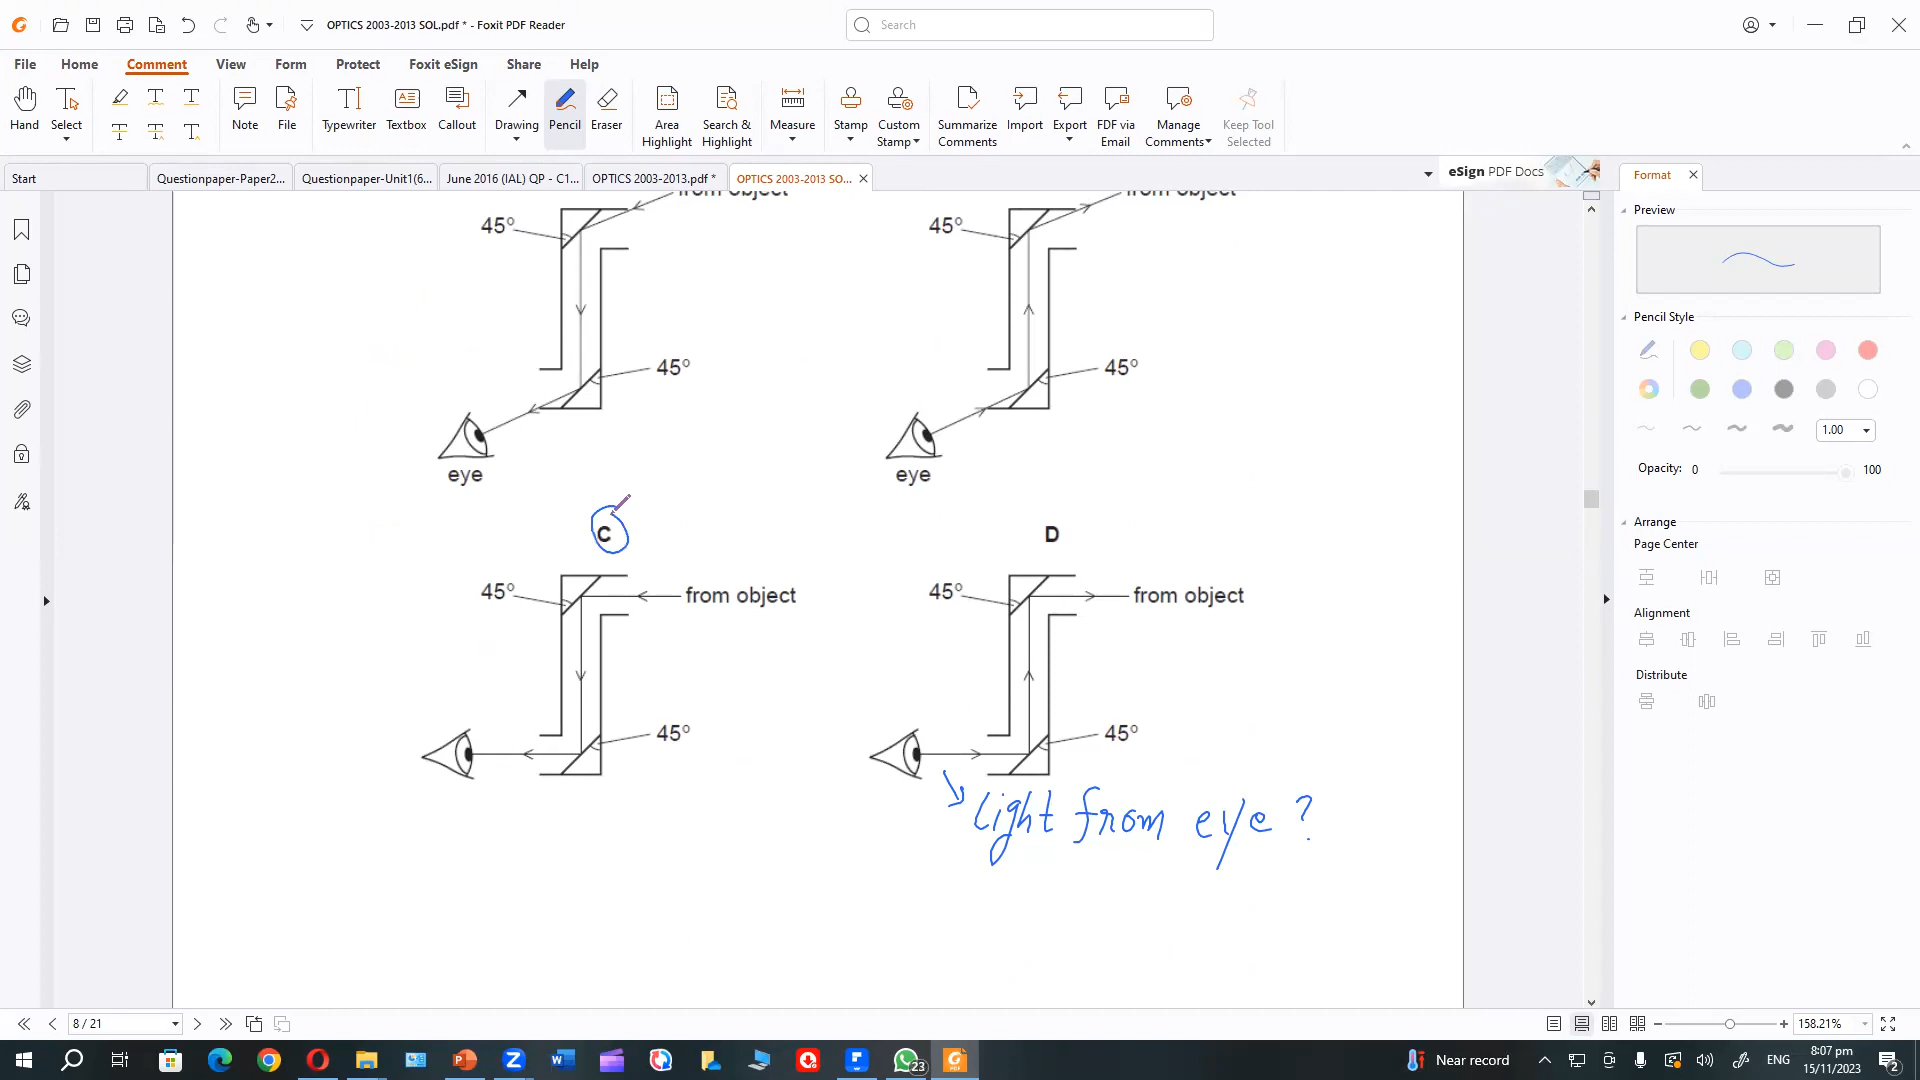 OPTICS 2003-2013 SOL.pdf * - Foxit PDF Reader
Search
File Home Comment View Form Protect Foxit eSign Share Help
Hand Select Note File Typewriter Textbox Callout Drawing Pencil Eraser Area Highlight Search & Highlight Measure Stamp Custom Stamp Summarize Comments Import Export FDF via Email Manage Comments Keep Tool Selected
Start Questionpaper-Paper2... Questionpaper-Unit1(6... June 2016 (IAL) QP - C1... OPTICS 2003-2013.pdf * OPTICS 2003-2013 SO... eSign PDF Docs
Format
Preview
Pencil Style
1.00
Opacity: 0 100
Arrange
Page Center
Alignment
Distribute
from object from object
45° 45°
45° 45°
eye eye
C D
45° from object 45° from object
45° 45°
Light from eye ?
8 / 21
158.21%
23
Near record
ENG
8:07 pm
15/11/2023
2